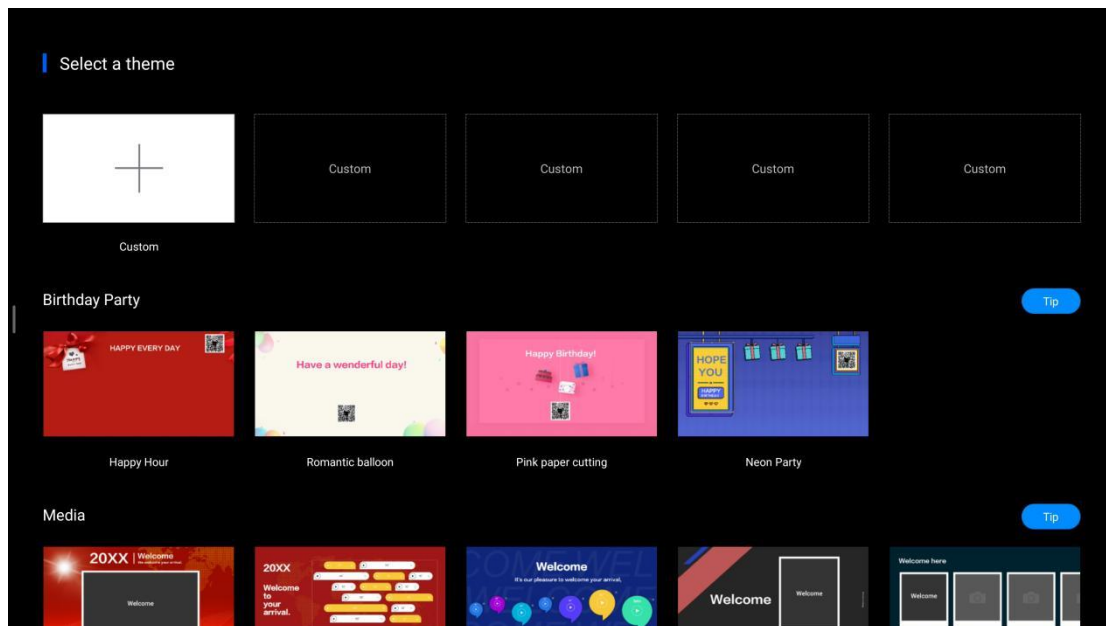 Select a theme
Custom
Custom
Custom
Custom
Custom
Birthday Party
Tip
HAPPY EVERY DAY
Have a wonderful day!
Happy Birthday!
HOPE
YOU
HAPPY
Happy Hour
Romantic balloon
Pink paper cutting
Neon Party
Media
Tip
20XX | Welcome
Welcome
20XX
Welcome
to
your
arrival.
Welcome
It's our pleasure to welcome your arrival.
Welcome
Welcome
Welcome here
Welcome